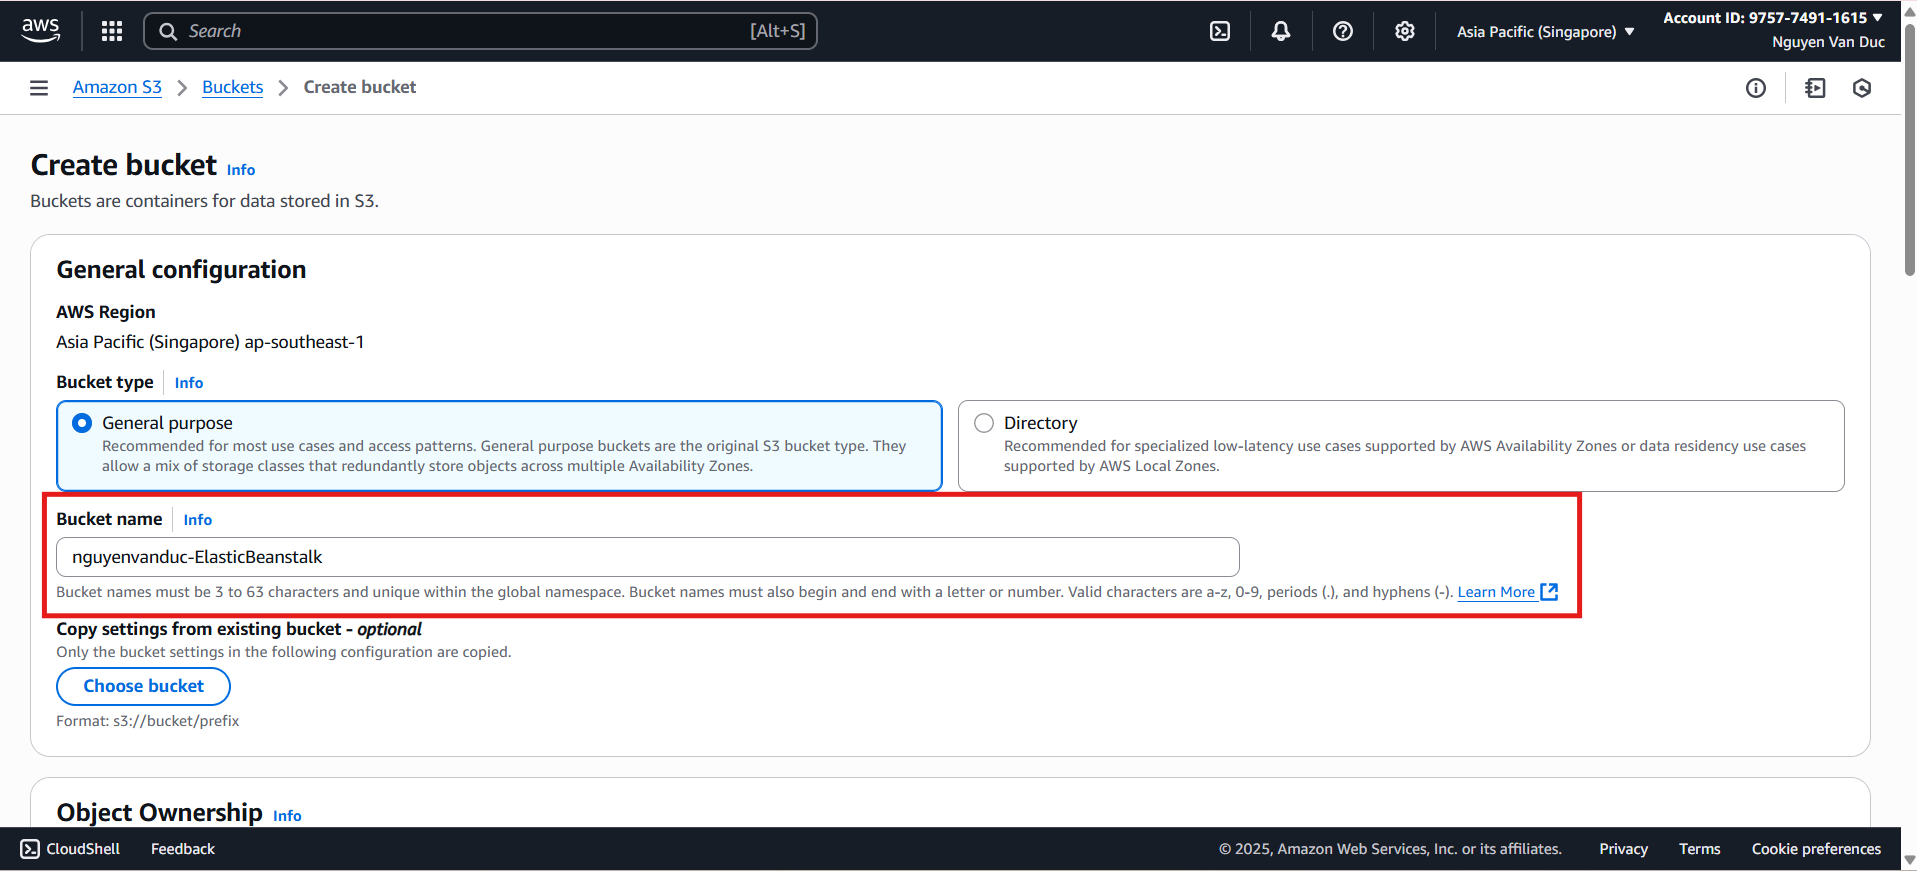 aws
Search [Alt+S]
Asia Pacific (Singapore)
Account ID: 9757-7491-1615
Nguyen Van Duc
Amazon S3 Buckets Create bucket
Create bucket Info
Buckets are containers for data stored in S3.
General configuration
AWS Region
Asia Pacific (Singapore) ap-southeast-1
Bucket type Info
General purpose
Recommended for most use cases and access patterns. General purpose buckets are the original S3 bucket type. They
allow a mix of storage classes that redundantly store objects across multiple Availability Zones.
Directory
Recommended for specialized low-latency use cases supported by AWS Availability Zones or data residency use cases
supported by AWS Local Zones.
Bucket name Info
nguyenvanduc-ElasticBeanstalk
Bucket names must be 3 to 63 characters and unique within the global namespace. Bucket names must also begin and end with a letter or number. Valid characters are a-z, 0-9, periods (.), and hyphens (-). Learn More
Copy settings from existing bucket - optional
Only the bucket settings in the following configuration are copied.
Choose bucket
Format: s3://bucket/prefix
Object Ownership Info
CloudShell Feedback © 2025, Amazon Web Services, Inc. or its affiliates. Privacy Terms Cookie preferences